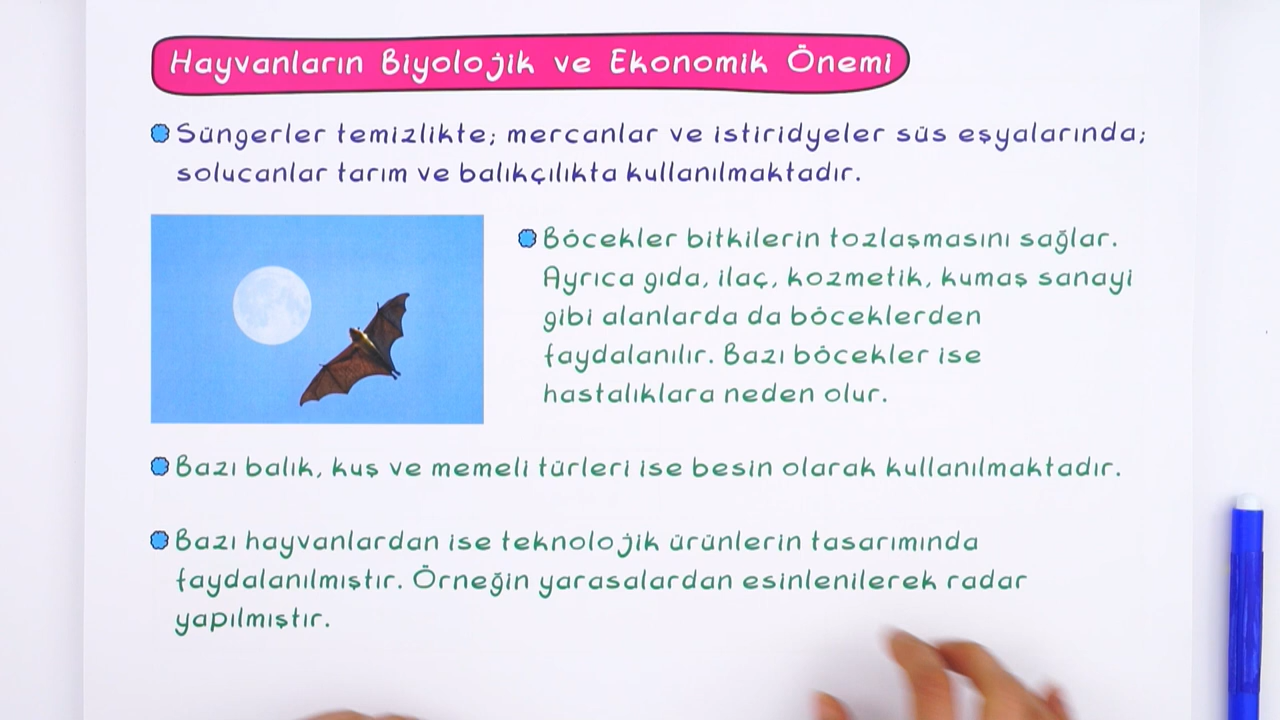 Hayvanların Biyolojik ve Ekonomik Önemi
Süngerler temizlikte; mercanlar ve istiridyeler süs eşyalarında;
solucanlar tarım ve balıkçılıkta kullanılmaktadır.
Böcekler bitkilerin tozlaşmasını sağlar.
Ayrıca gıda, ilaç, kozmetik, kumaş sanayi
gibi alanlarda da böceklerden
faydalanılır. Bazı böcekler ise
hastalıklara neden olur.
Bazı balık, kuş ve memeli türleri ise besin olarak kullanılmaktadır.
Bazı hayvanlardan ise teknolojik ürünlerin tasarımında
faydalanılmıştır. Örneğin yarasalardan esinlenilerek radar
yapılmıştır.